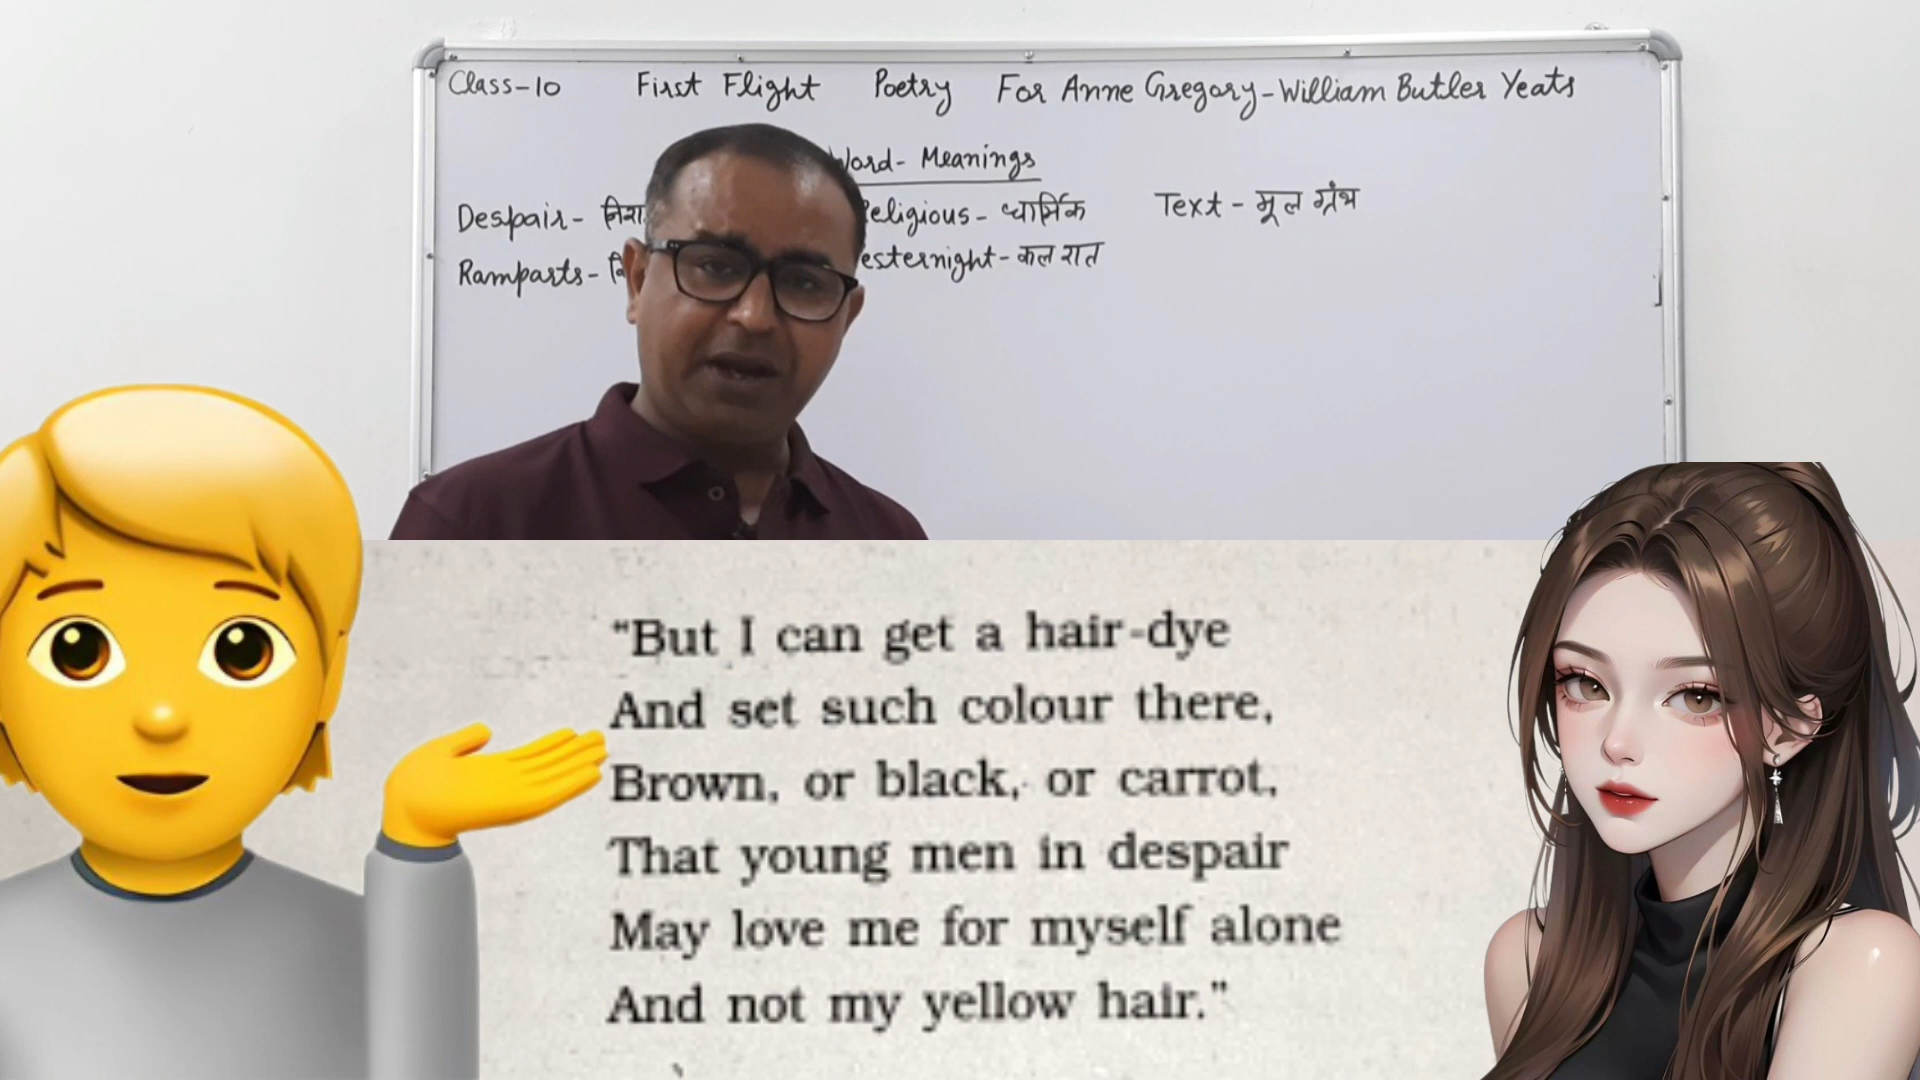 Class-10 First Flight Poetry For Anne Gregory-William Butler Yeats
Word- Meanings
Despair- Religious- धार्मिक Text- मूल ग्रंथ
Ramparts- Yesternight- कल रात
"But I can get a hair-dye
And set such colour there,
Brown, or black, or carrot,
That young men in despair
May love me for myself alone
And not my yellow hair."